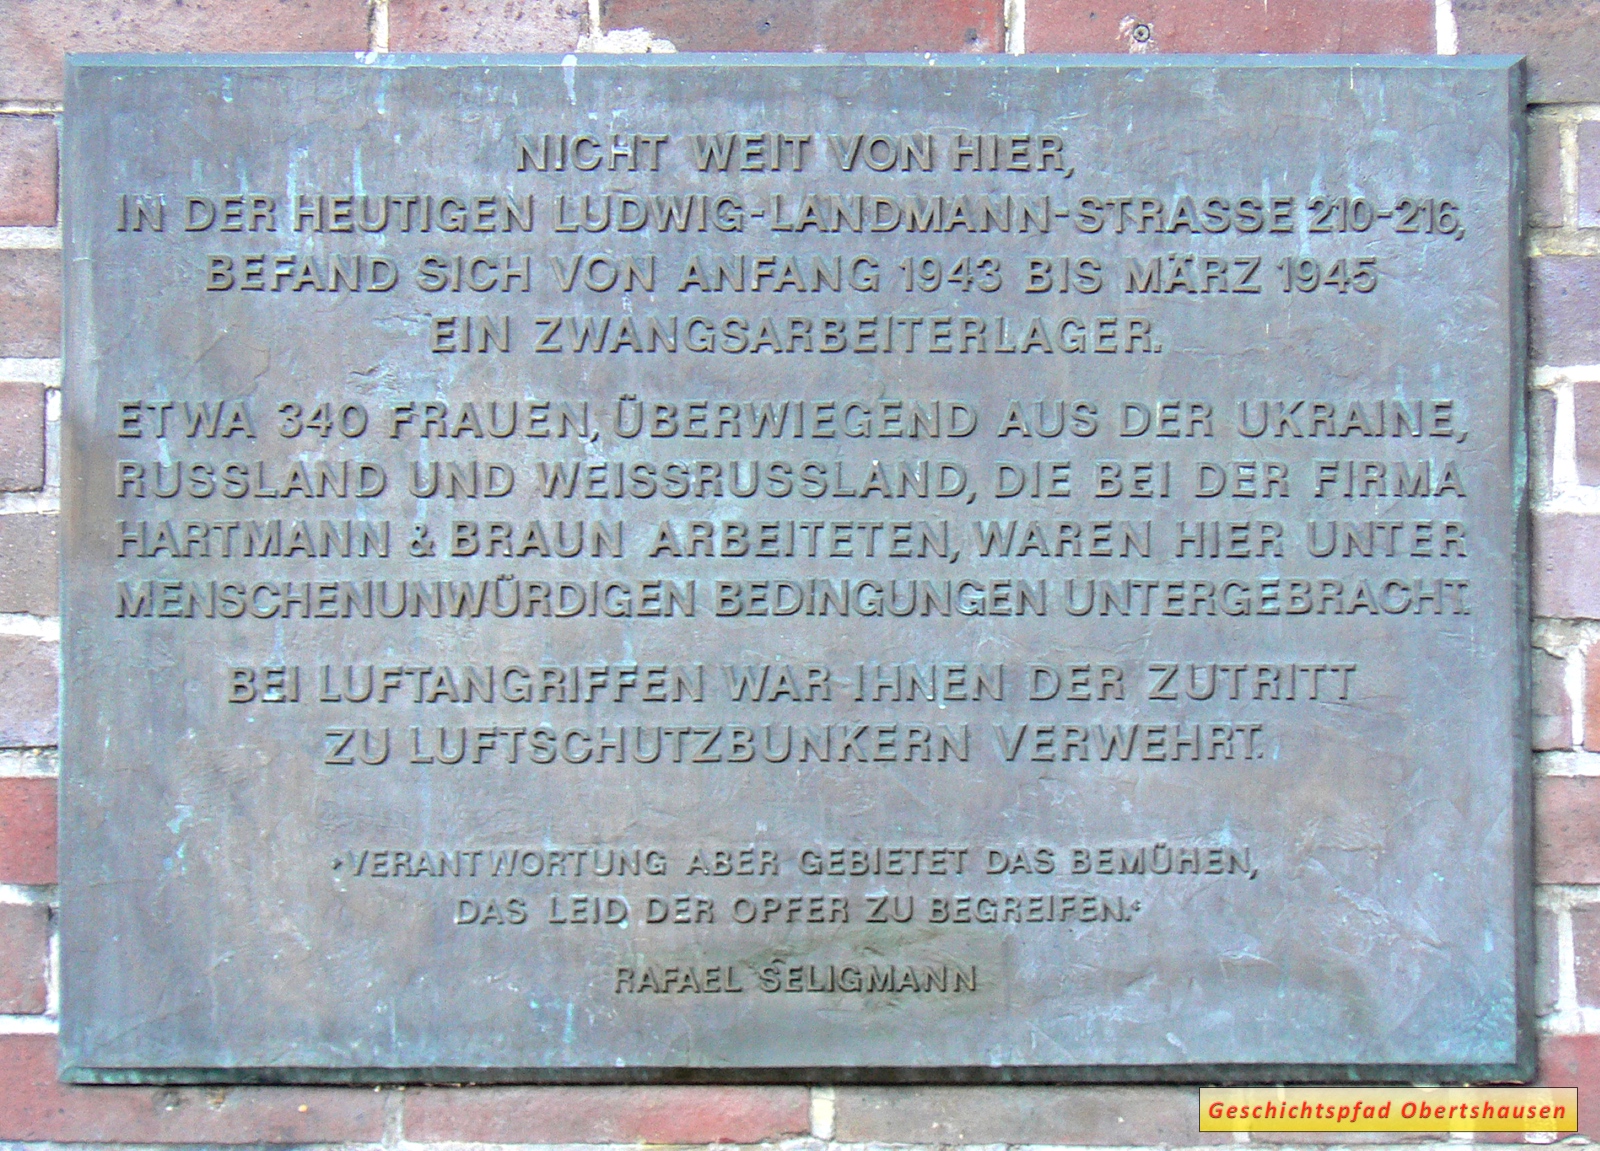 NICHT WEIT VON HIER,
IN DER HEUTIGEN LUDWIG-LANDMANN-STRASSE 210-216,
BEFAND SICH VON ANFANG 1943 BIS MÄRZ 1945
EIN ZWANGSARBEITERLAGER.
ETWA 340 FRAUEN, ÜBERWIEGEND AUS DER UKRAINE,
RUSSLAND UND WEISSRUSSLAND, DIE BEI DER FIRMA
HARTMANN & BRAUN ARBEITETEN, WAREN HIER UNTER
MENSCHENUNWÜRDIGEN BEDINGUNGEN UNTERGEBRACHT.
BEI LUFTANGRIFFEN WAR IHNEN DER ZUTRITT
ZU LUFTSCHUTZBUNKERN VERWEHRT.
›VERANTWORTUNG ABER GEBIETET DAS BEMÜHEN,
DAS LEID DER OPFER ZU BEGREIFEN.‹
RAFAEL SELIGMANN
Geschichtspfad Obertshausen